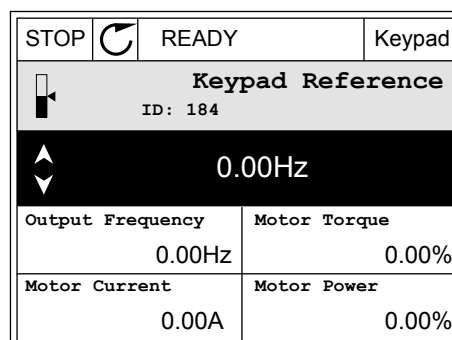 STOP READY Keypad
Keypad Reference
ID: 184
0.00Hz
Output Frequency Motor Torque
0.00Hz 0.00%
Motor Current Motor Power
0.00A 0.00%